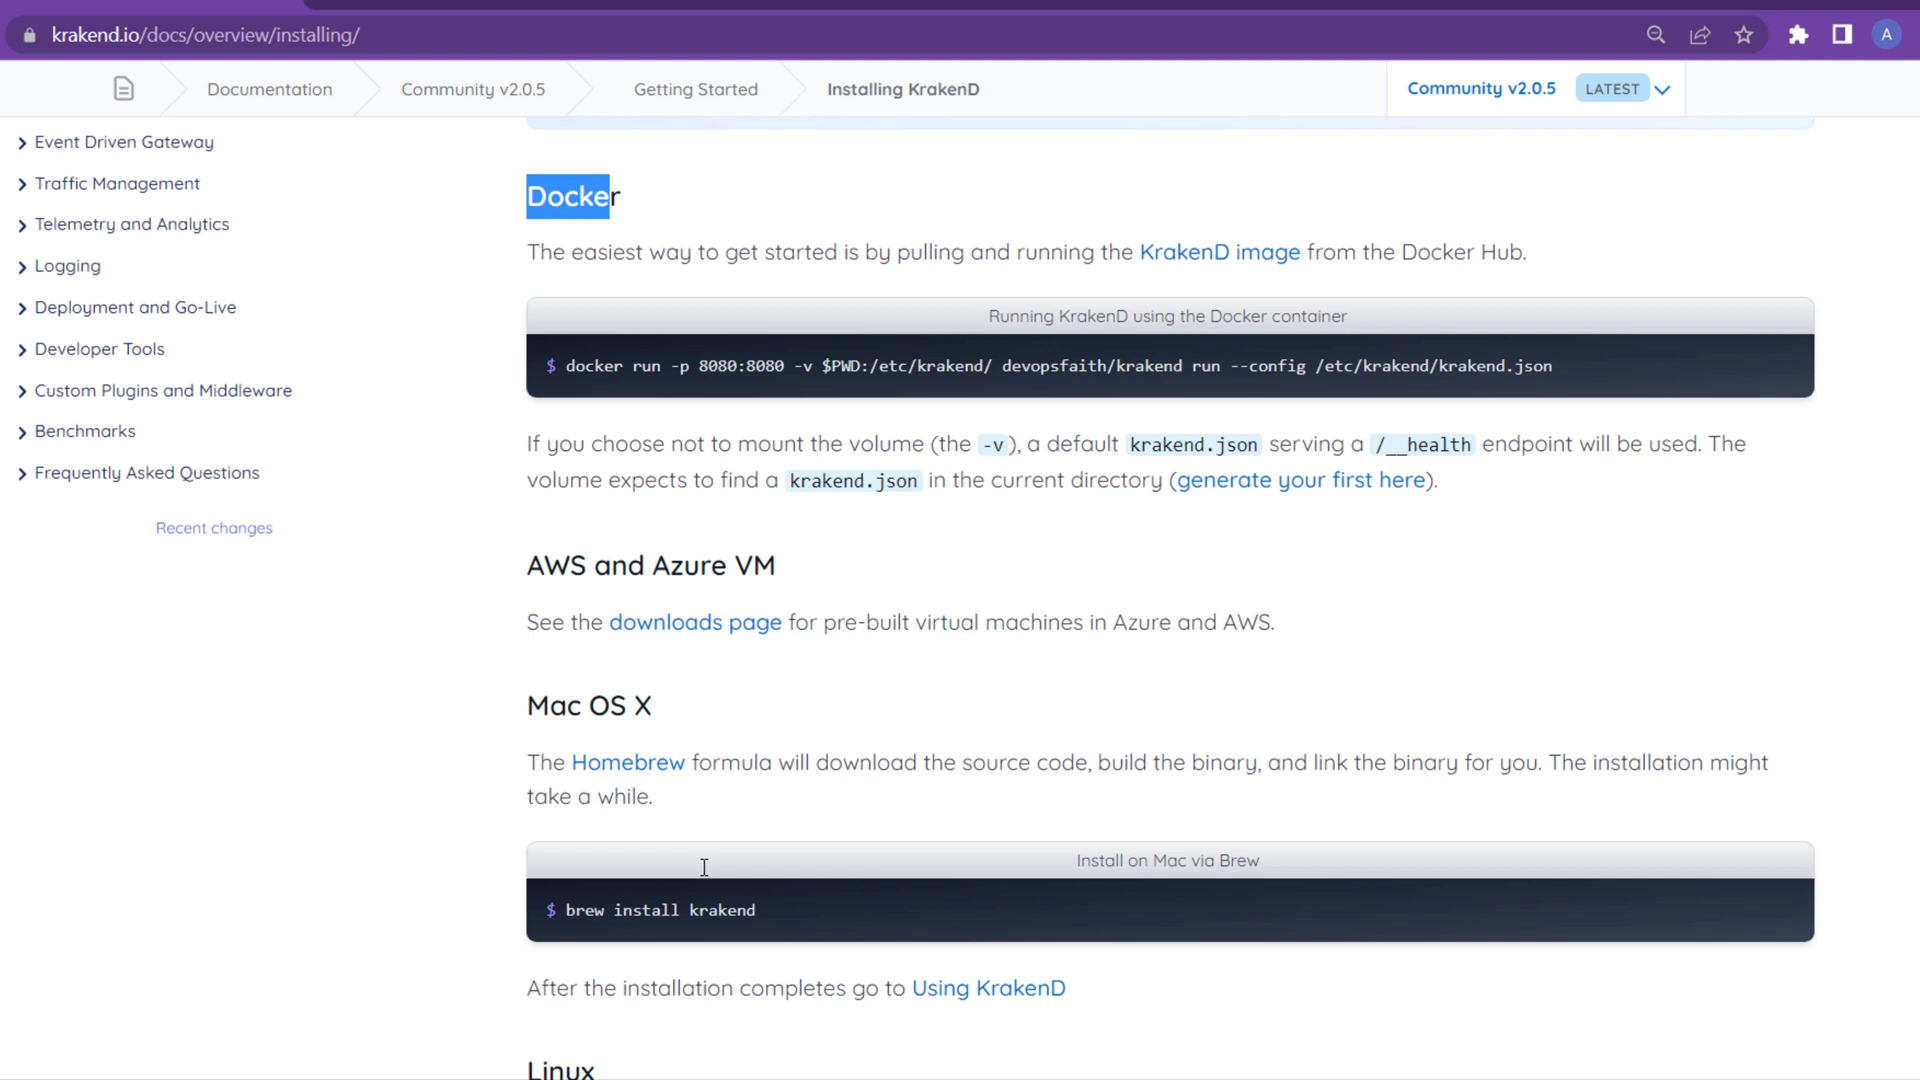 krakend.io/docs/overview/installing/
A
Documentation
Community v2.0.5
Getting Started
Installing KrakenD
Community v2.0.5 LATEST
Event Driven Gateway
Traffic Management
Telemetry and Analytics
Logging
Deployment and Go-Live
Developer Tools
Custom Plugins and Middleware
Benchmarks
Frequently Asked Questions
Recent changes
Docker
The easiest way to get started is by pulling and running the KrakenD image from the Docker Hub.
Running KrakenD using the Docker container
$ docker run -p 8080:8080 -v $PWD:/etc/krakend/ devopsfaith/krakend run --config /etc/krakend/krakend.json
If you choose not to mount the volume (the -v), a default krakend.json serving a /__health endpoint will be used. The
volume expects to find a krakend.json in the current directory (generate your first here).
AWS and Azure VM
See the downloads page for pre-built virtual machines in Azure and AWS.
Mac OS X
The Homebrew formula will download the source code, build the binary, and link the binary for you. The installation might
take a while.
Install on Mac via Brew
$ brew install krakend
After the installation completes go to Using KrakenD
Linux